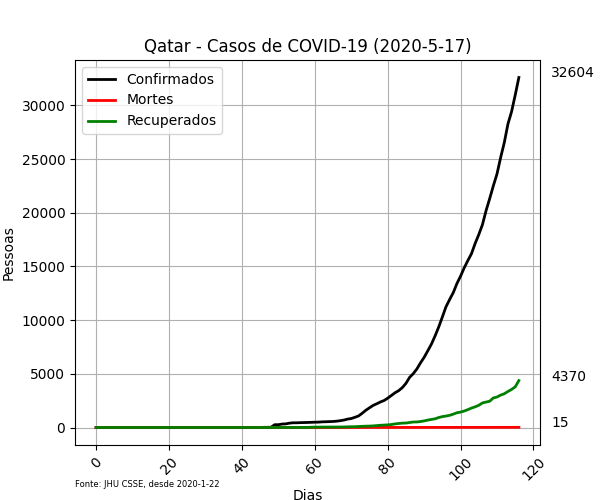 Qatar - Casos de COVID-19 (2020-5-17)
Confirmados
Mortes
Recuperados
32604
4370
15
Pessoas
30000
25000
20000
15000
10000
5000
0
0 20 40 60 80 100 120
Fonte: JHU CSSE, desde 2020-1-22
Dias